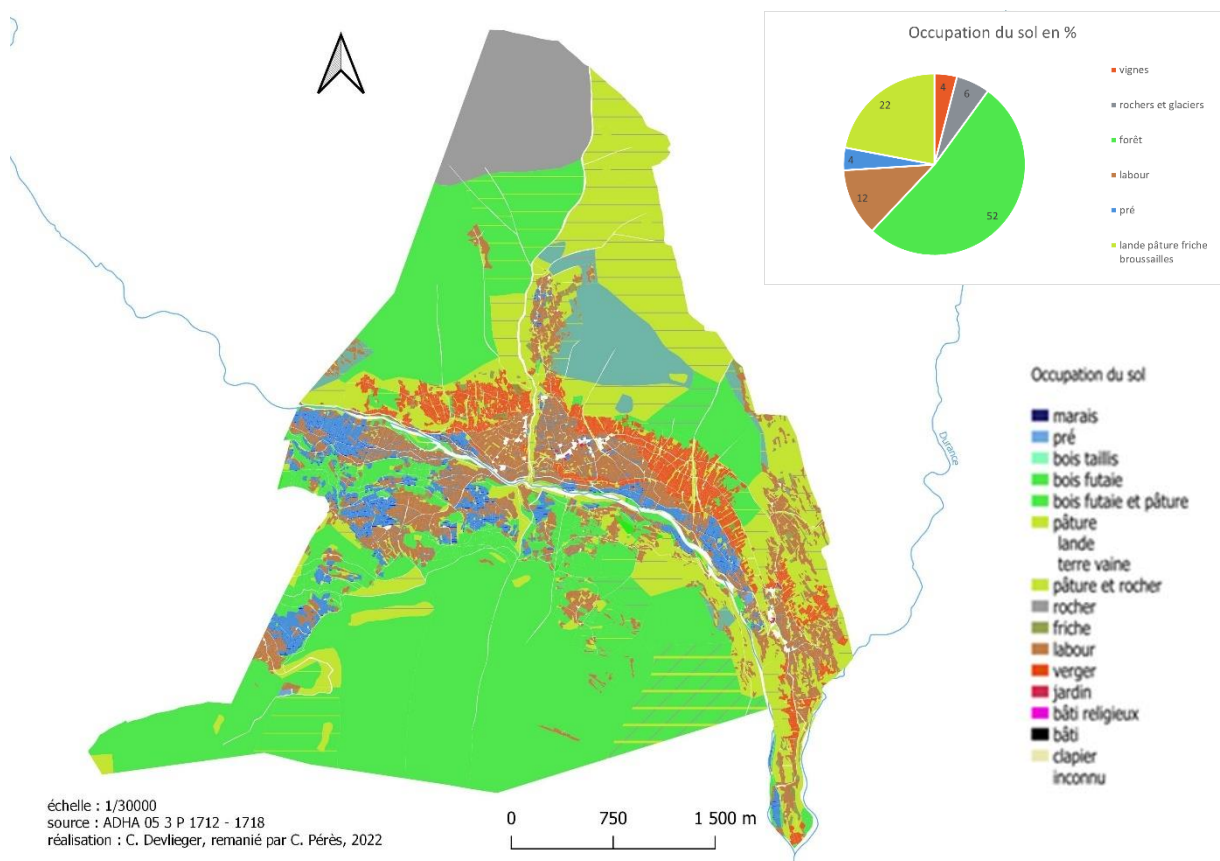 Occupation du sol en %
vignes
rochers et glaciers
forêt
labour
pré
lande pâture friche
broussailles
4
6
22
4
12
52
Durance
Occupation du sol
marais
pré
bois taillis
bois futaie
bois futaie et pâture
pâture
lande
terre vaine
pâture et rocher
rocher
friche
labour
verger
jardin
bâti religieux
bâti
clapier
inconnu
échelle : 1/30000
source : ADHA 05 3 P 1712 - 1718
réalisation : C. Devlieger, remanié par C. Pérès, 2022
0 750 1 500 m